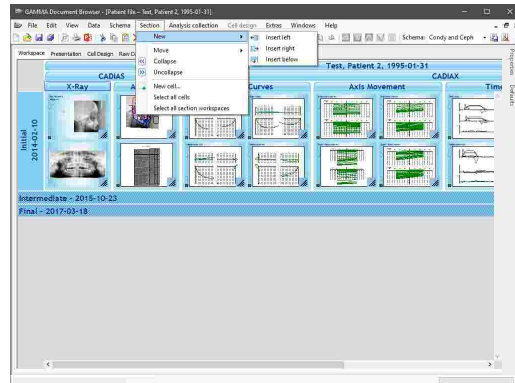 GAMMA Document Browser - [Patient file - Test, Patient 2, 1995-01-31]
File Edit View Data Schema Section Analysis collection Cell design Extras Windows Help
Schema: Condy and Ceph
Workspace Presentation Cell Design Raw D
New
Move
Collapse
Uncollapse
New cell...
Select all cells
Select all section workspaces
Insert left
Insert right
Insert below
Test, Patient 2, 1995-01-31
CADIAS
CADIAX
X-Ray
A
Curves
Axis Movement
Time
Initial
2014-02-10
Intermediate - 2015-10-23
Final - 2017-03-18
Properties
Defaults